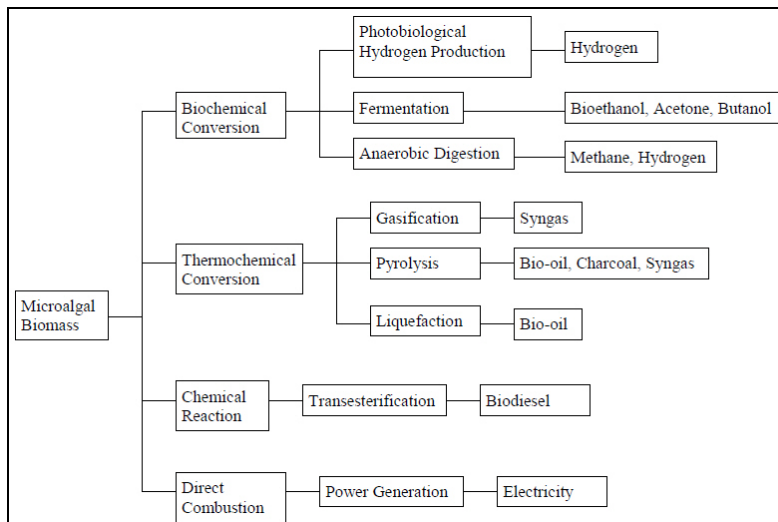 Photobiological
Hydrogen Production
Hydrogen
Biochemical
Conversion
Fermentation
Bioethanol, Acetone, Butanol
Anaerobic Digestion
Methane, Hydrogen
Gasification
Syngas
Thermochemical
Conversion
Pyrolysis
Bio-oil, Charcoal, Syngas
Microalgal
Biomass
Liquefaction
Bio-oil
Chemical
Reaction
Transesterification
Biodiesel
Direct
Combustion
Power Generation
Electricity